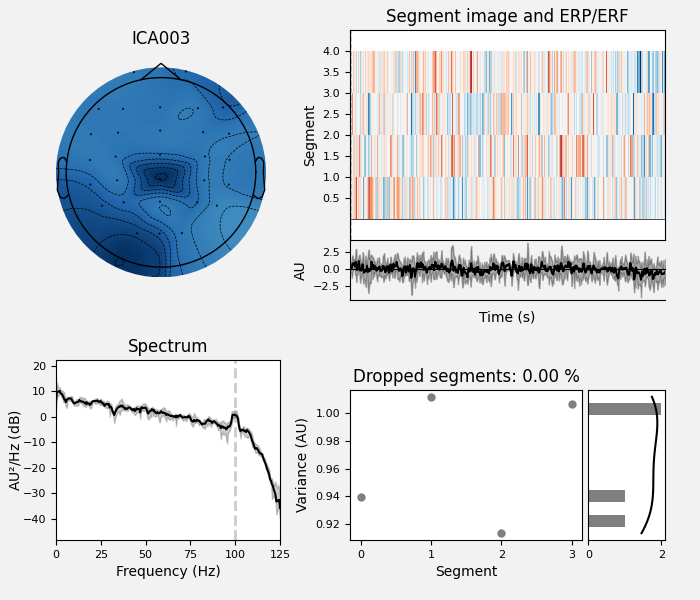 ICA003
Segment image and ERP/ERF
Segment
4.0
3.5
3.0
2.5
2.0
1.5
1.0
0.5
AU
2.5
0.0
−2.5
Time (s)
Spectrum
AU²/Hz (dB)
20
10
0
−10
−20
−30
−40
0 25 50 75 100 125
Frequency (Hz)
Dropped segments: 0.00 %
Variance (AU)
1.00
0.98
0.96
0.94
0.92
0 1 2 3
Segment
0 2